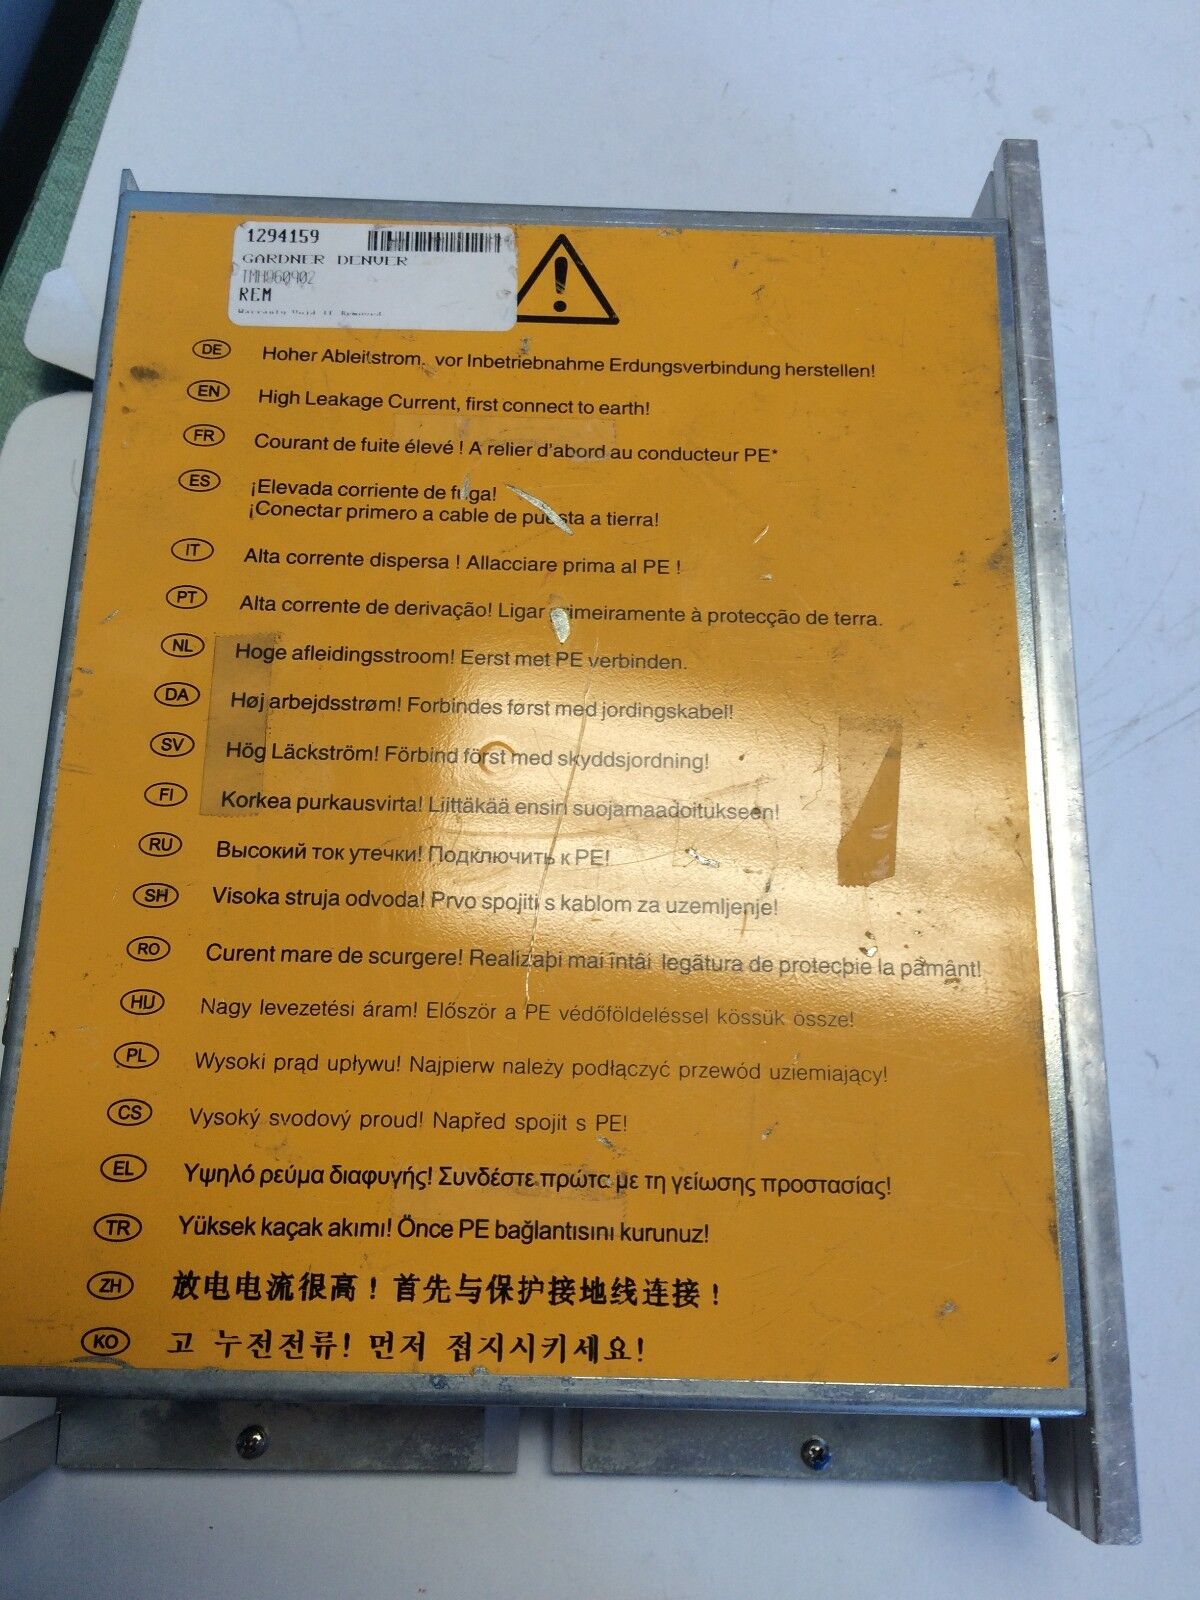 1294159
GARDNER DENVER
TMH960902
REM
Warranty Void If Removed
DE Hoher Ableitstrom. vor Inbetriebnahme Erdungsverbindung herstellen!
EN High Leakage Current, first connect to earth!
FR Courant de fuite élevé ! A relier d'abord au conducteur PE*
ES ¡Elevada corriente de fuga!
¡Conectar primero a cable de puesta a tierra!
IT Alta corrente dispersa ! Allacciare prima al PE !
PT Alta corrente de derivação! Ligar primeiramente à protecção de terra.
NL Hoge afleidingsstroom! Eerst met PE verbinden.
DA Høj arbejdsstrøm! Forbindes først med jordingskabel!
SV Hög Läckström! Förbind först med skyddsjordning!
FI Korkea purkausvirta! Liittäkää ensin suojamaadoitukseen!
RU Высокий ток утечки! Подключить к PE!
SH Visoka struja odvoda! Prvo spojiti s kablom za uzemljenje!
RO Curent mare de scurgere! Realizaþi mai întâi legãtura de protecþie la pãmânt!
HU Nagy levezetési áram! Először a PE védőföldeléssel kössük össze!
PL Wysoki prąd upływu! Najpierw należy podłączyć przewód uziemiający!
CS Vysoký svodový proud! Napřed spojit s PE!
EL Υψηλό ρεύμα διαφυγής! Συνδέστε πρώτα με τη γείωσης προστασίας!
TR Yüksek kaçak akımı! Önce PE bağlantısını kurunuz!
ZH 放电电流很高！首先与保护接地线连接！
KO 고 누전전류! 먼저 접지시키세요!